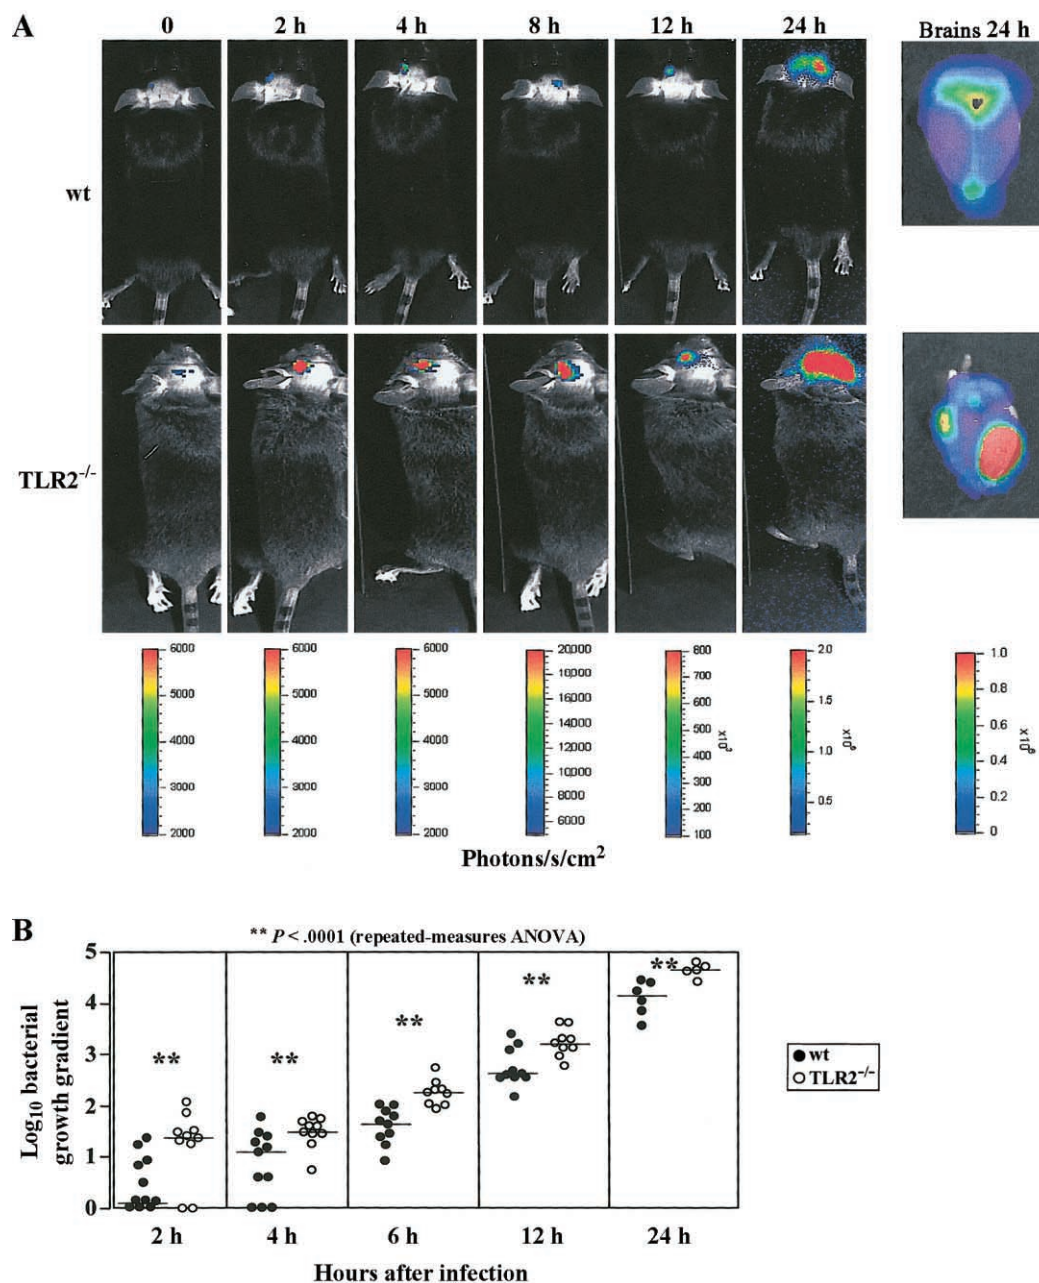 A
0 2 h 4 h 8 h 12 h 24 h Brains 24 h
wt
TLR2-/-
6000 6000 6000 20000 800 2.0 1.0
5000 5000 5000 18000 700 1.5 0.8
4000 4000 4000 16000 600 1.0 0.6
3000 3000 3000 14000 500 0.5 0.4
2000 2000 2000 12000 400 0.2
10000 300 0
8000 200
6000 100
x10³ x10⁶ x10⁶
Photons/s/cm²
B
** P < .0001 (repeated-measures ANOVA)
Log₁₀ bacterial
growth gradient
5
4
3
2
1
0
** ** ** ** **
2 h 4 h 6 h 12 h 24 h
Hours after infection
wt
TLR2-/-